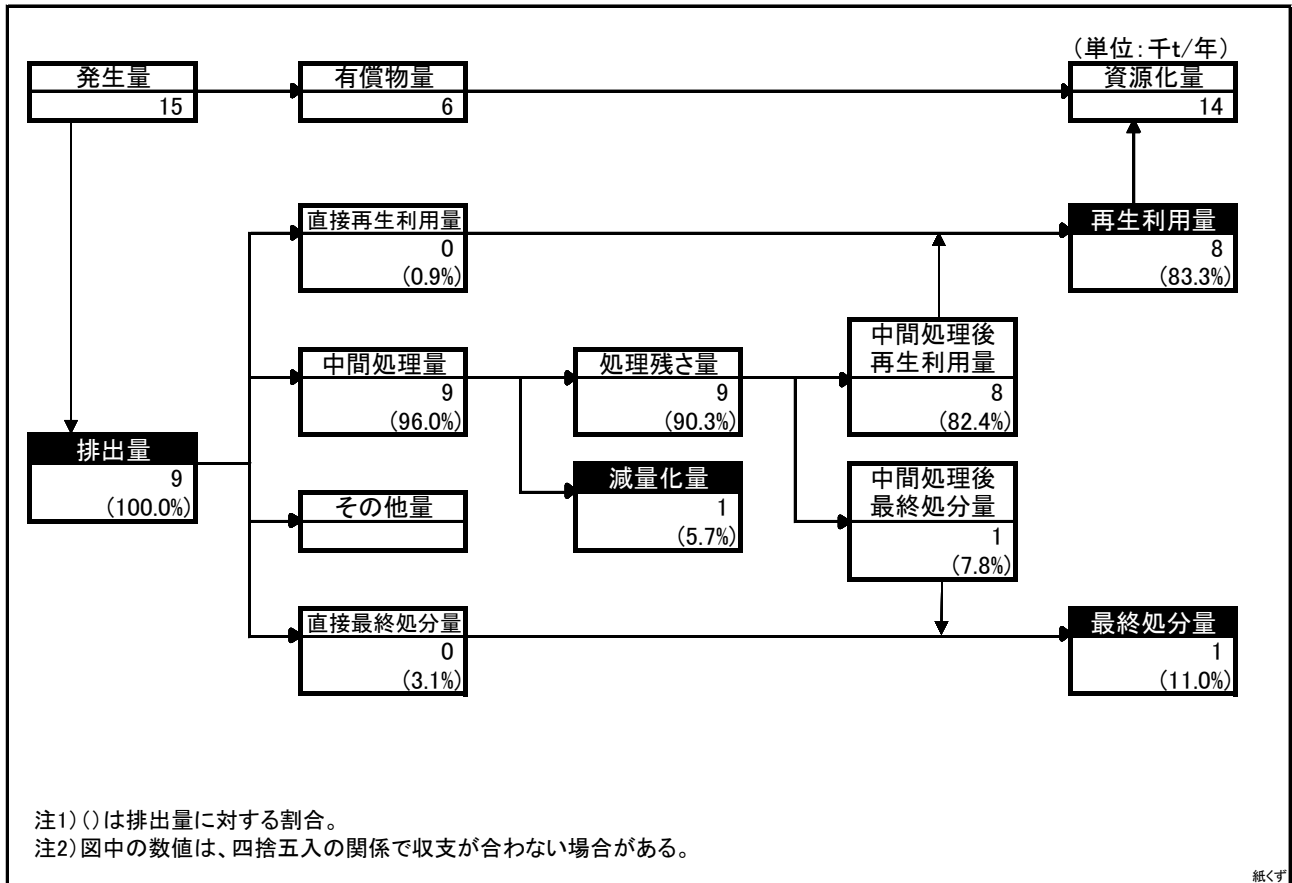 (単位:千t/年)
発生量
15
有償物量
6
資源化量
14
直接再生利用量
0
(0.9%)
再生利用量
8
(83.3%)
中間処理量
9
(96.0%)
処理残さ量
9
(90.3%)
中間処理後
再生利用量
8
(82.4%)
排出量
9
(100.0%)
減量化量
1
(5.7%)
中間処理後
最終処分量
1
(7.8%)
その他量
直接最終処分量
0
(3.1%)
最終処分量
1
(11.0%)
注1)()は排出量に対する割合。
注2)図中の数値は、四捨五入の関係で収支が合わない場合がある。
紙くず